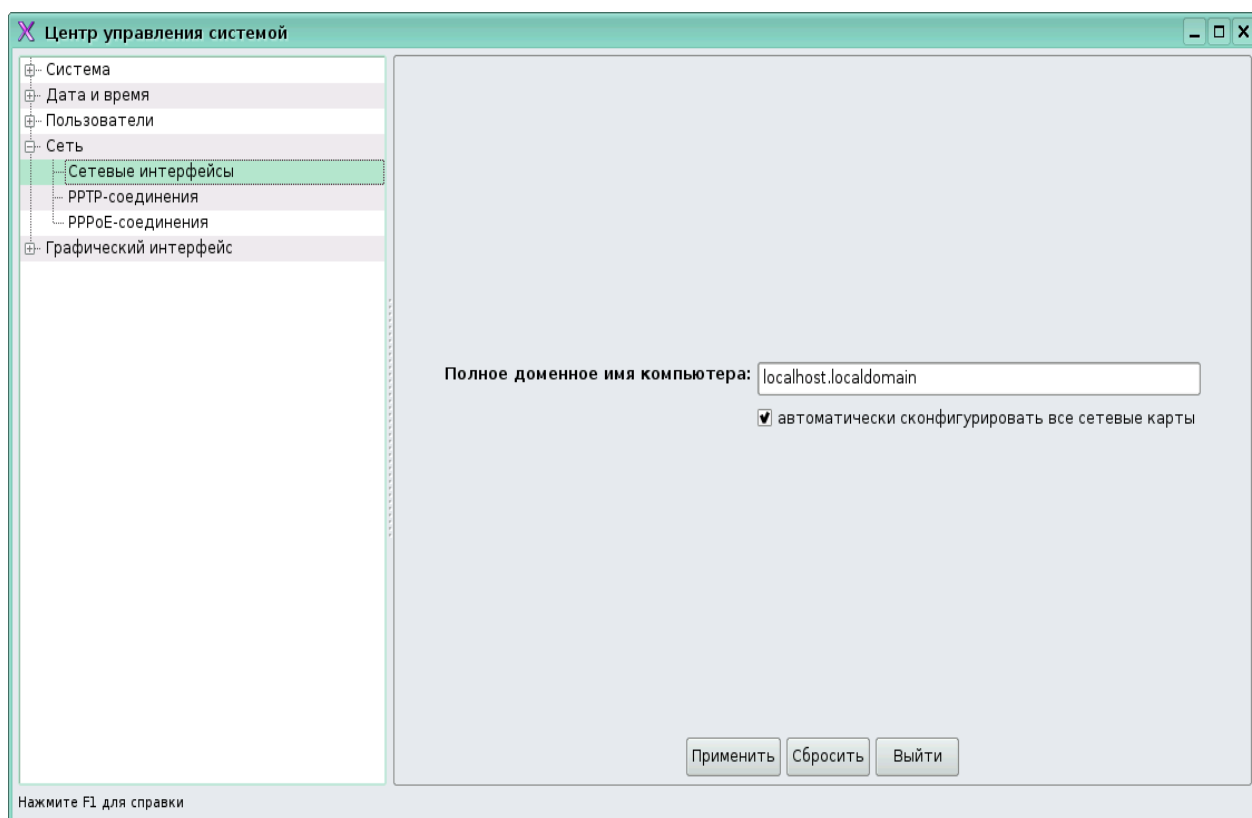 Центр управления системой
Система
Дата и время
Пользователи
Сеть
Сетевые интерфейсы
PPTP-соединения
PPPoE-соединения
Графический интерфейс
Полное доменное имя компьютера: localhost.localdomain
автоматически сконфигурировать все сетевые карты
Применить Сбросить Выйти
Нажмите F1 для справки